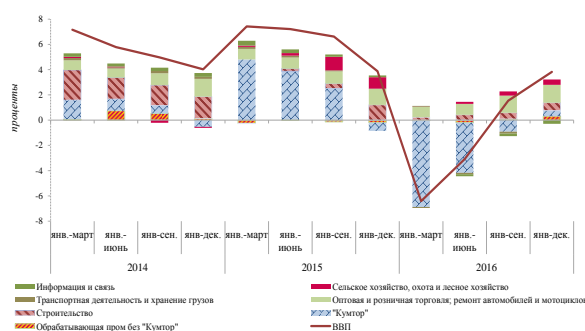 8
6
4
2
0
-2
-4
-6
-8
проценты
янв.-март
янв.-
июнь
янв-сен.
янв-дек.
янв.-март
янв.-
июнь
янв-сен.
янв-дек.
янв.-март
янв.-
июнь
янв-сен.
янв-дек.
2014
2015
2016
Информация и связь
Сельское хозяйство, охота и лесное хозяйство
Транспортная деятельность и хранение грузов
Оптовая и розничная торговля; ремонт автомобилей и мотоциклов
Строительство
"Кумтор"
Обрабатывающая пром без "Кумтор"
ВВП